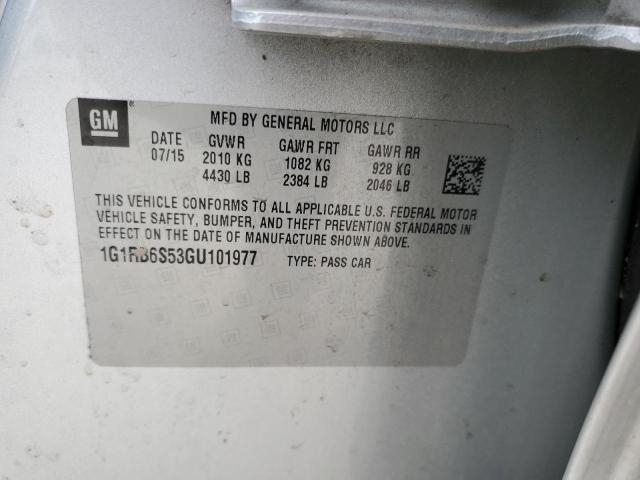 GM ®
MFD BY GENERAL MOTORS LLC
DATE GVWR GAWR FRT GAWR RR
07/15 2010 KG 1082 KG 928 KG
4430 LB 2384 LB 2046 LB
THIS VEHICLE CONFORMS TO ALL APPLICABLE U.S. FEDERAL MOTOR
VEHICLE SAFETY, BUMPER, AND THEFT PREVENTION STANDARDS IN
EFFECT ON THE DATE OF MANUFACTURE SHOWN ABOVE.
1G1RB6S53GU101977 TYPE: PASS CAR